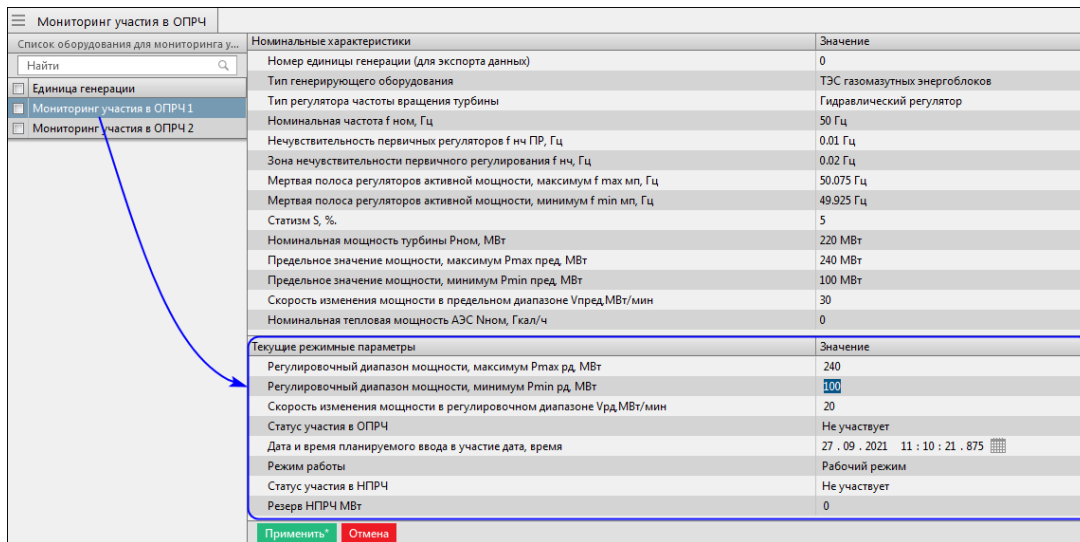 Мониторинг участия в ОПРЧ
Список оборудования для мониторинга у...
Найти
Единица генерации
Мониторинг участия в ОПРЧ 1
Мониторинг участия в ОПРЧ 2
Номинальные характеристики Значение
Номер единицы генерации (для экспорта данных) 0
Тип генерирующего оборудования ТЭС газомазутных энергоблоков
Тип регулятора частоты вращения турбины Гидравлический регулятор
Номинальная частота f ном, Гц 50 Гц
Нечувствительность первичных регуляторов f нч ПР, Гц 0.01 Гц
Зона нечувствительности первичного регулирования f нч, Гц 0.02 Гц
Мертвая полоса регуляторов активной мощности, максимум f max мп, Гц 50.075 Гц
Мертвая полоса регуляторов активной мощности, минимум f min мп, Гц 49.925 Гц
Статизм S, %. 5
Номинальная мощность турбины Pном, МВт 220 МВт
Предельное значение мощности, максимум Pmax пред, МВт 240 МВт
Предельное значение мощности, минимум Pmin пред, МВт 100 МВт
Скорость изменения мощности в предельном диапазоне Vпред,МВт/мин 30
Номинальная тепловая мощность АЭС Nном, Гкал/ч 0
Текущие режимные параметры Значение
Регулировочный диапазон мощности, максимум Pmax рд, МВт 240
Регулировочный диапазон мощности, минимум Pmin рд, МВт 100
Скорость изменения мощности в регулировочном диапазоне Vрд,МВт/мин 20
Статус участия в ОПРЧ Не участвует
Дата и время планируемого ввода в участие дата, время 27 . 09 . 2021 11 : 10 : 21 . 875
Режим работы Рабочий режим
Статус участия в НПРЧ Не участвует
Резерв НПРЧ МВт 0
Применить* Отмена